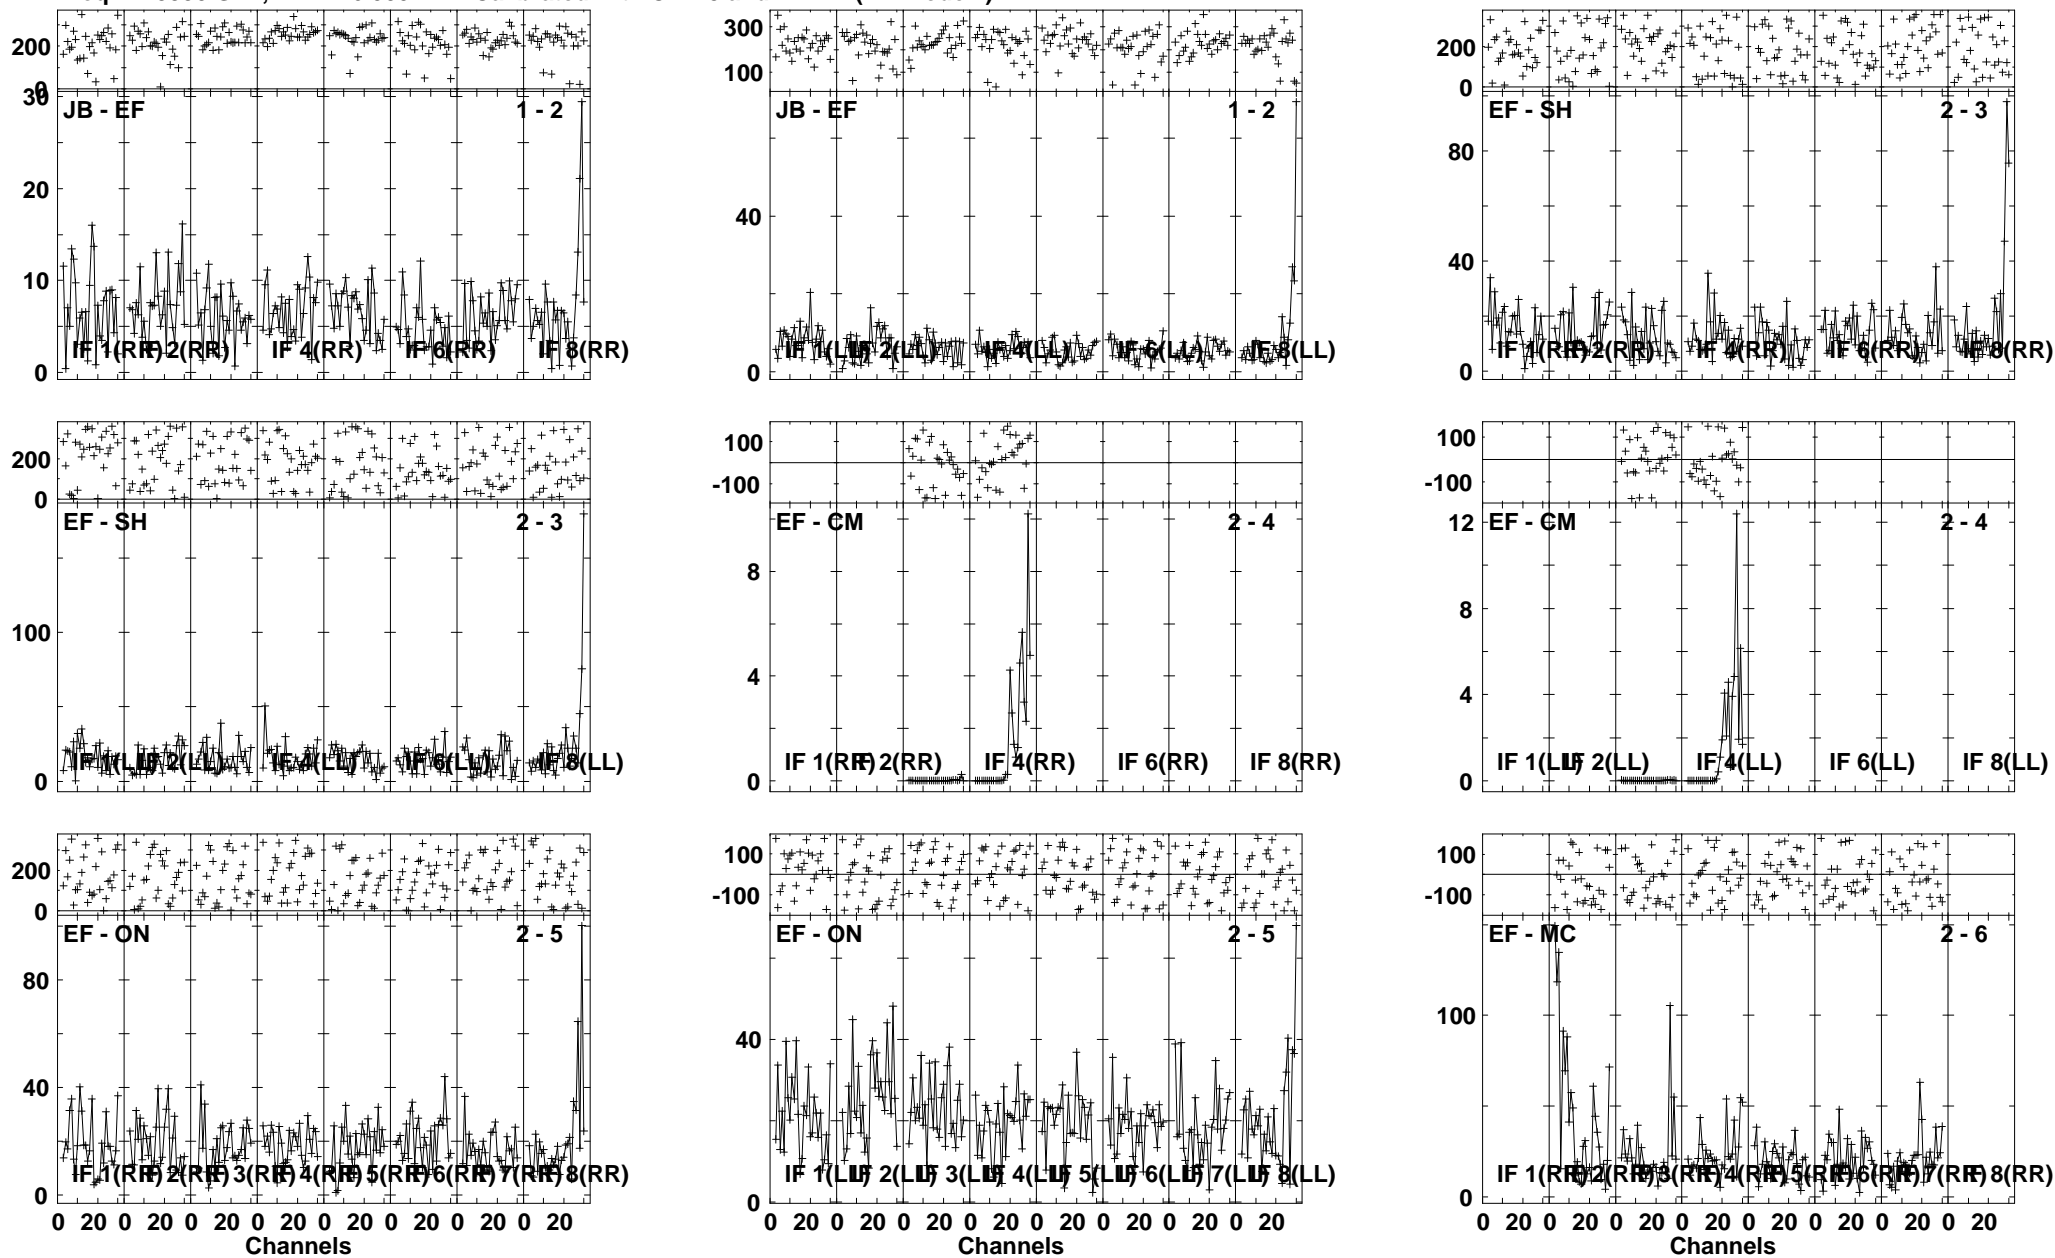 200
0
300
100
200
0
30
20
10
0
JB - EF
1 - 2
IF 1(RR)
IF 2(RR)
IF 4(RR)
IF 6(RR)
IF 8(RR)
40
0
JB - EF
1 - 2
IF 1(LL)
IF 2(LL)
IF 4(LL)
IF 6(LL)
IF 8(LL)
80
40
0
EF - SH
2 - 3
IF 1(RR)
IF 2(RR)
IF 4(RR)
IF 6(RR)
IF 8(RR)
200
0
100
-100
100
-100
100
0
EF - SH
2 - 3
IF 1(LL)
IF 2(LL)
IF 4(LL)
IF 6(LL)
IF 8(LL)
8
4
0
EF - CM
2 - 4
IF 1(RR)
IF 2(RR)
IF 4(RR)
IF 6(RR)
IF 8(RR)
12
8
4
0
EF - CM
2 - 4
IF 1(LL)
IF 2(LL)
IF 4(LL)
IF 6(LL)
IF 8(LL)
200
0
100
-100
100
-100
80
40
0
EF - ON
2 - 5
IF 1(RR)
IF 2(RR)
IF 3(RR)
IF 4(RR)
IF 5(RR)
IF 6(RR)
IF 7(RR)
IF 8(RR)
40
0
EF - ON
2 - 5
IF 1(LL)
IF 2(LL)
IF 3(LL)
IF 4(LL)
IF 5(LL)
IF 6(LL)
IF 7(LL)
IF 8(LL)
100
0
EF - MC
2 - 6
IF 1(RR)
IF 2(RR)
IF 3(RR)
IF 4(RR)
IF 5(RR)
IF 6(RR)
IF 7(RR)
IF 8(RR)
0 20 0 20 0 20 0 20 0 20 0 20 0 20 0 20
Channels
0 20 0 20 0 20 0 20 0 20 0 20 0 20 0 20
Channels
0 20 0 20 0 20 0 20 0 20 0 20 0 20 0 20